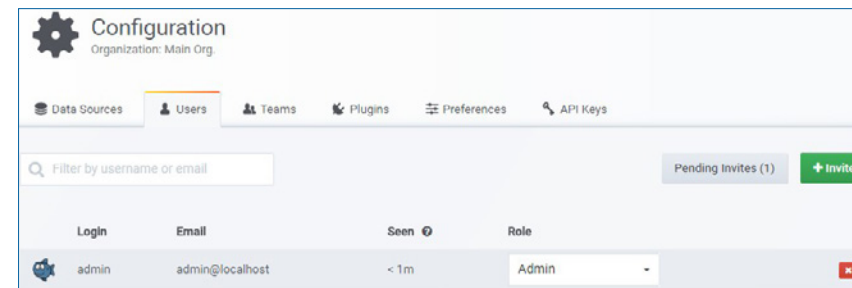 Configuration
Organization: Main Org.
Data Sources Users Teams Plugins Preferences API Keys
Filter by username or email Pending Invites (1) + Invite
Login Email Seen Role
admin admin@localhost < 1m Admin